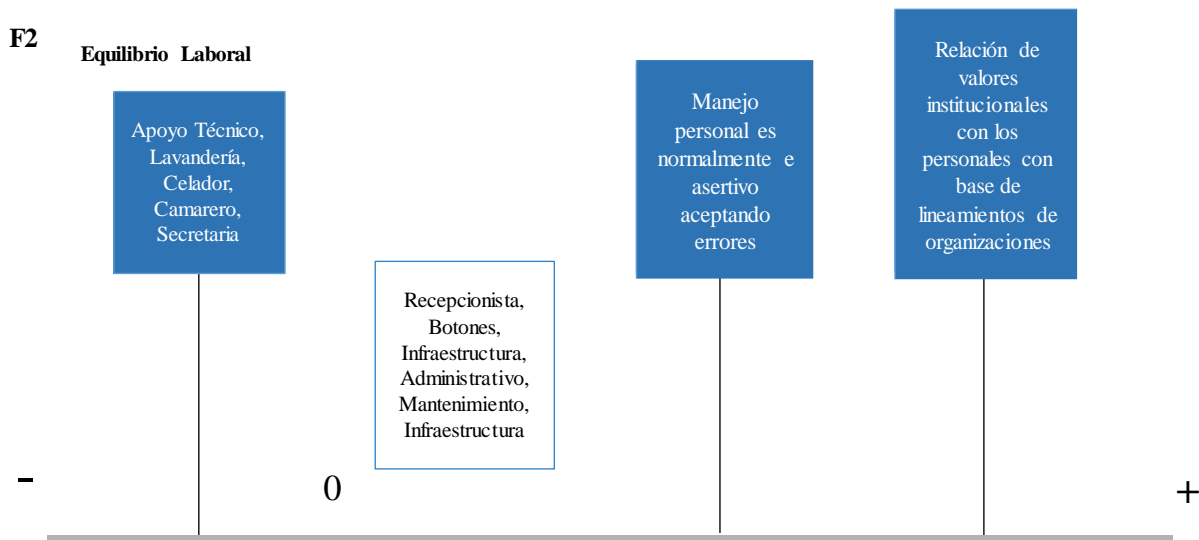 F2
Equilibrio Laboral
Apoyo Técnico,
Lavandería,
Celador,
Camarero,
Secretaria
Recepcionista,
Botones,
Infraestructura,
Administrativo,
Mantenimiento,
Infraestructura
Manejo
personal es
normalmente e
asertivo
aceptando
errores
Relación de
valores
institucionales
con los
personales con
base de
lineamientos de
organizaciones
-
0
+